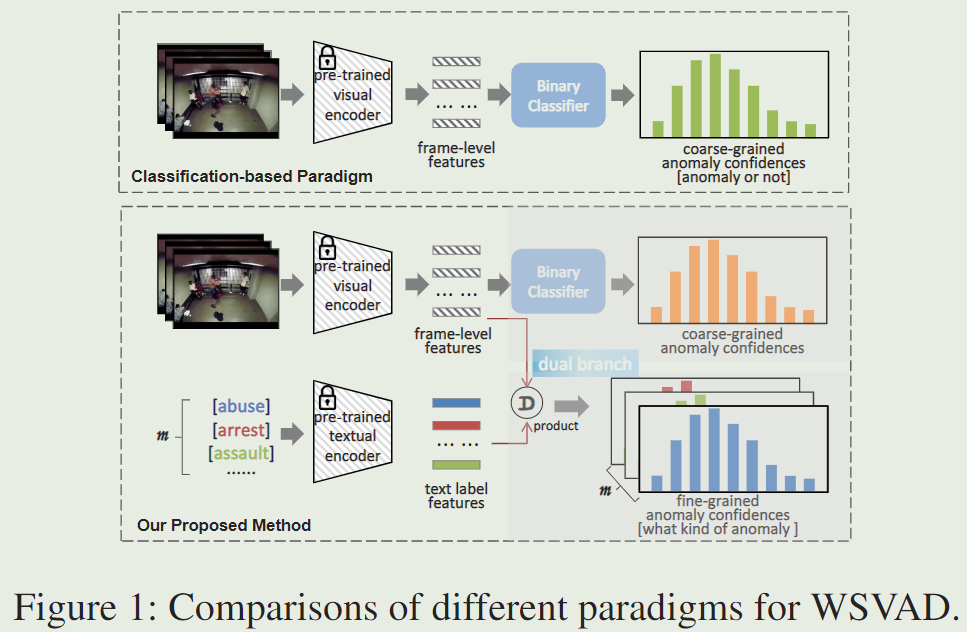 pre-trained
visual
encoder
... ...
frame-level
features
Binary
Classifier
coarse-grained
anomaly confidences
[anomaly or not]
Classification-based Paradigm
pre-trained
visual
encoder
... ...
frame-level
features
Binary
Classifier
coarse-grained
anomaly confidences
dual branch
m
[abuse]
[arrest]
[assault]
......
pre-trained
textual
encoder
... ...
text label
features
D
product
m
fine-grained
anomaly confidences
[what kind of anomaly ]
Our Proposed Method
Figure 1: Comparisons of different paradigms for WSVAD.